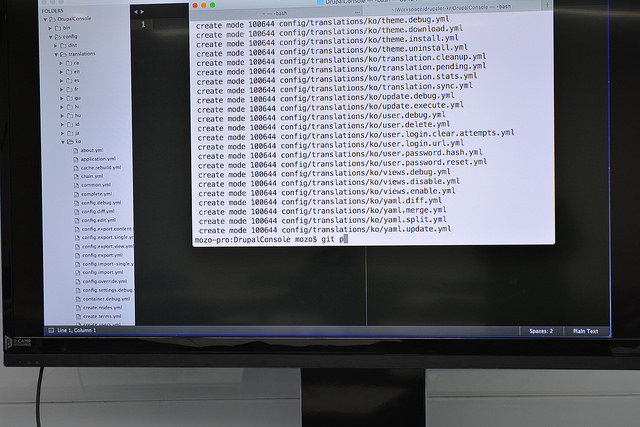 FOLDERS
DrupalConsole
bin
config
dist
translations
ca
en
es
fr
gu
hi
hu
id
ja
ko
about.yml
application.yml
cache.rebuild.yml
chain.yml
common.yml
complete.yml
config.debug.yml
config.diff.yml
config.edit.yml
config.export.content.
config.export.single.ym
config.export.view.yml
config.export.yml
config.import-single.y
config.import.yml
config.override.yml
config.settings.debug.
container.debug.yml
create.nodes.yml
create.terms.yml
create.users.yml
1
DrupalConsole — -bash
-bash
DrupalConsole — -bash
create mode 100644 config/translations/ko/theme.debug.yml
create mode 100644 config/translations/ko/theme.download.yml
create mode 100644 config/translations/ko/theme.install.yml
create mode 100644 config/translations/ko/theme.uninstall.yml
create mode 100644 config/translations/ko/translation.cleanup.yml
create mode 100644 config/translations/ko/translation.pending.yml
create mode 100644 config/translations/ko/translation.stats.yml
create mode 100644 config/translations/ko/translation.sync.yml
create mode 100644 config/translations/ko/update.debug.yml
create mode 100644 config/translations/ko/update.execute.yml
create mode 100644 config/translations/ko/user.debug.yml
create mode 100644 config/translations/ko/user.delete.yml
create mode 100644 config/translations/ko/user.login.clear.attempts.yml
create mode 100644 config/translations/ko/user.login.url.yml
create mode 100644 config/translations/ko/user.password.hash.yml
create mode 100644 config/translations/ko/user.password.reset.yml
create mode 100644 config/translations/ko/views.debug.yml
create mode 100644 config/translations/ko/views.disable.yml
create mode 100644 config/translations/ko/views.enable.yml
create mode 100644 config/translations/ko/yaml.diff.yml
create mode 100644 config/translations/ko/yaml.merge.yml
create mode 100644 config/translations/ko/yaml.split.yml
create mode 100644 config/translations/ko/yaml.update.yml
mozo-pro:DrupalConsole mozo$ git p
Line 1, Column 1
Spaces: 2
Plain Text